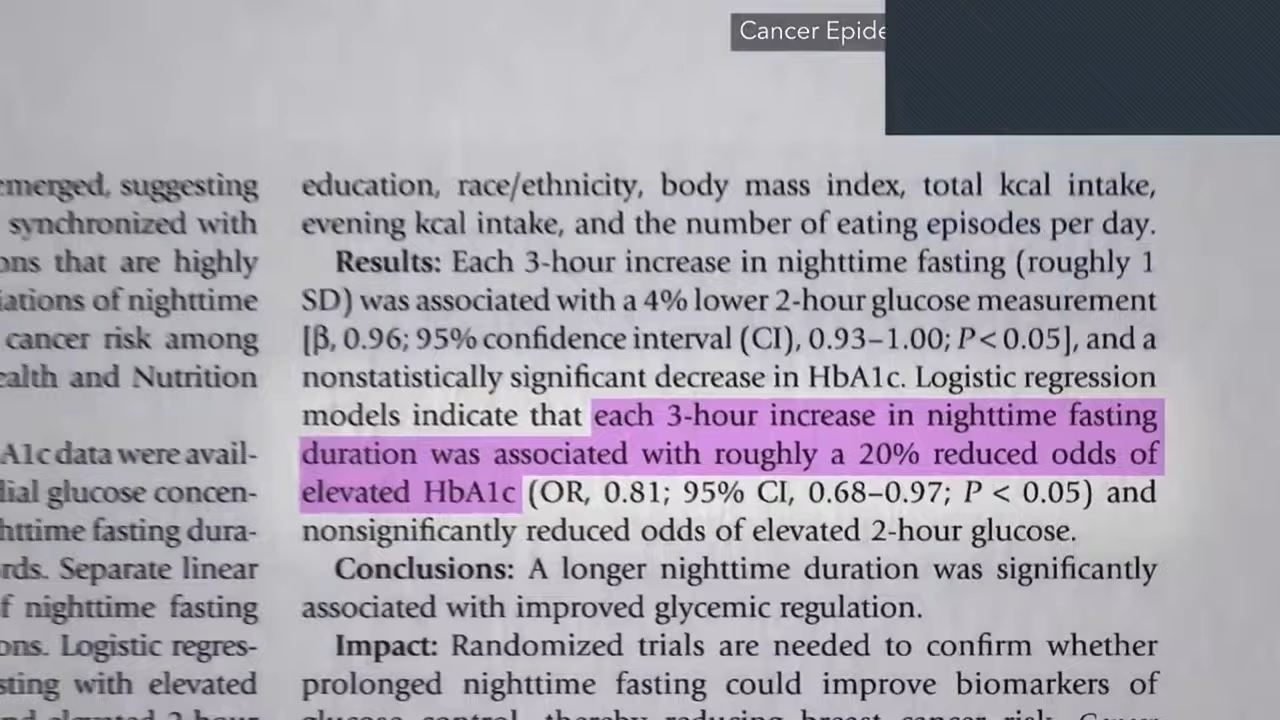 Cancer Epide
emerged, suggesting
synchronized with
ons that are highly
iations of nighttime
cancer risk among
ealth and Nutrition
A1c data were avail-
dial glucose concen-
httime fasting dura-
rds. Separate linear
f nighttime fasting
ons. Logistic regres-
sting with elevated
education, race/ethnicity, body mass index, total kcal intake,
evening kcal intake, and the number of eating episodes per day.
Results: Each 3-hour increase in nighttime fasting (roughly 1
SD) was associated with a 4% lower 2-hour glucose measurement
[β, 0.96; 95% confidence interval (CI), 0.93–1.00; P < 0.05], and a
nonstatistically significant decrease in HbA1c. Logistic regression
models indicate that each 3-hour increase in nighttime fasting
duration was associated with roughly a 20% reduced odds of
elevated HbA1c (OR, 0.81; 95% CI, 0.68–0.97; P < 0.05) and
nonsignificantly reduced odds of elevated 2-hour glucose.
Conclusions: A longer nighttime duration was significantly
associated with improved glycemic regulation.
Impact: Randomized trials are needed to confirm whether
prolonged nighttime fasting could improve biomarkers of